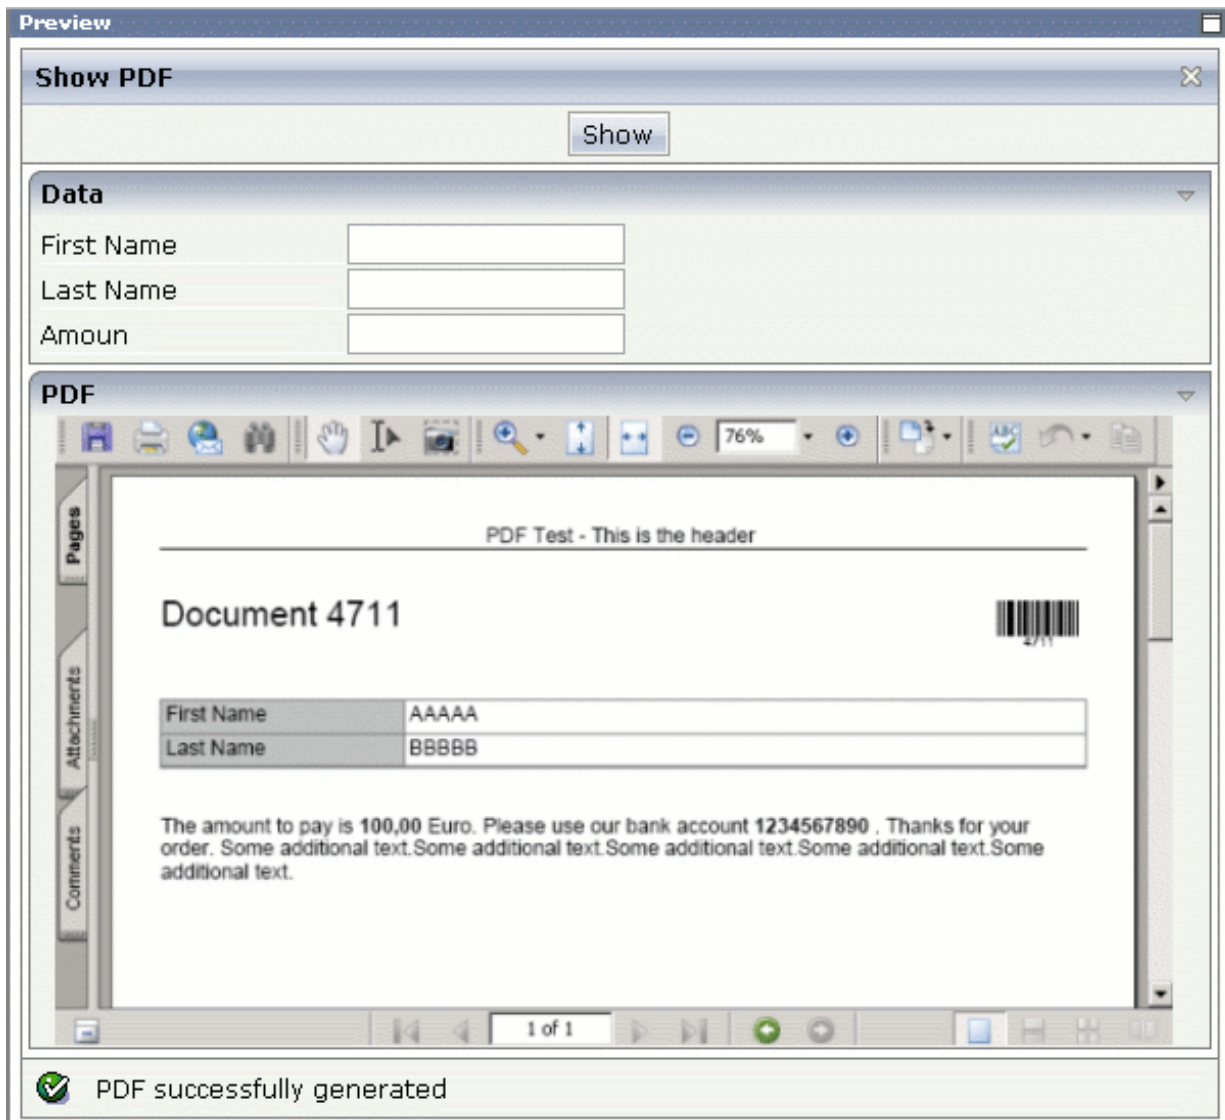 Preview
Show PDF
Show
Data
First Name
Last Name
Amoun
PDF
76%
ABC
Pages
Attachments
Comments
PDF Test - This is the header
Document 4711
4711
First Name AAAAA
Last Name BBBBB
The amount to pay is 100,00 Euro. Please use our bank account 1234567890 . Thanks for your
order. Some additional text.Some additional text.Some additional text.Some additional text.Some
additional text.
1 of 1
PDF successfully generated